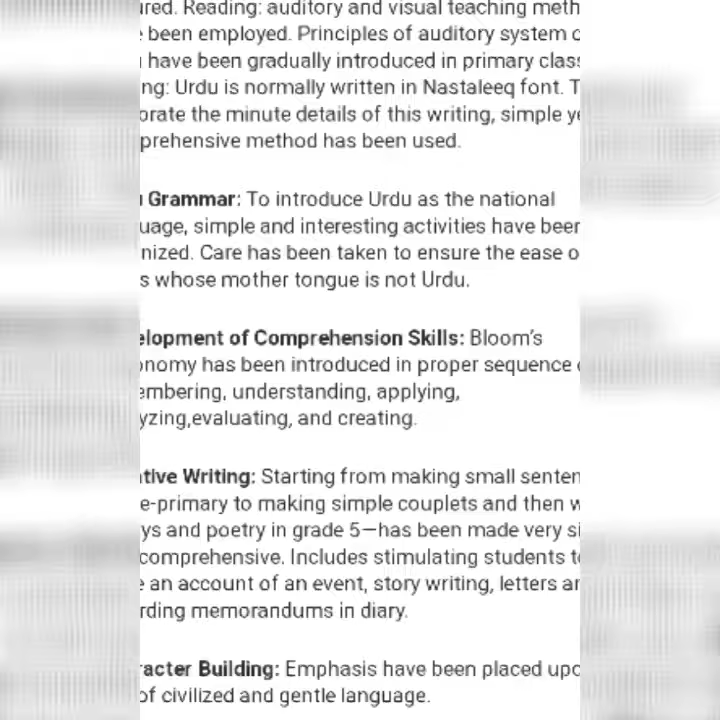 ured. Reading: auditory and visual teaching meth
been employed. Principles of auditory system
have been gradually introduced in primary clas
ng: Urdu is normally written in Nastaleeq font. T
orate the minute details of this writing, simple y
prehensive method has been used.
Grammar: To introduce Urdu as the national
uage, simple and interesting activities have beer
nized. Care has been taken to ensure the ease o
s whose mother tongue is not Urdu.
elopment of Comprehension Skills: Bloom's
onomy has been introduced in proper sequence
embering, understanding, applying,
yzing,evaluating, and creating.
ative Writing: Starting from making small senten
e-primary to making simple couplets and then w
ys and poetry in grade 5—has been made very si
comprehensive. Includes stimulating students t
e an account of an event, story writing, letters ar
rding memorandums in diary.
racter Building: Emphasis have been placed upo
of civilized and gentle language.